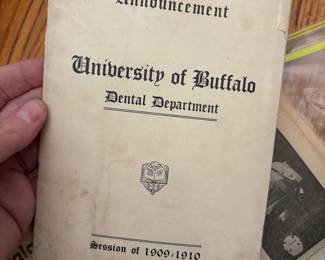 Announcement
University of Buffalo
Dental Department
Session of 1909-1910